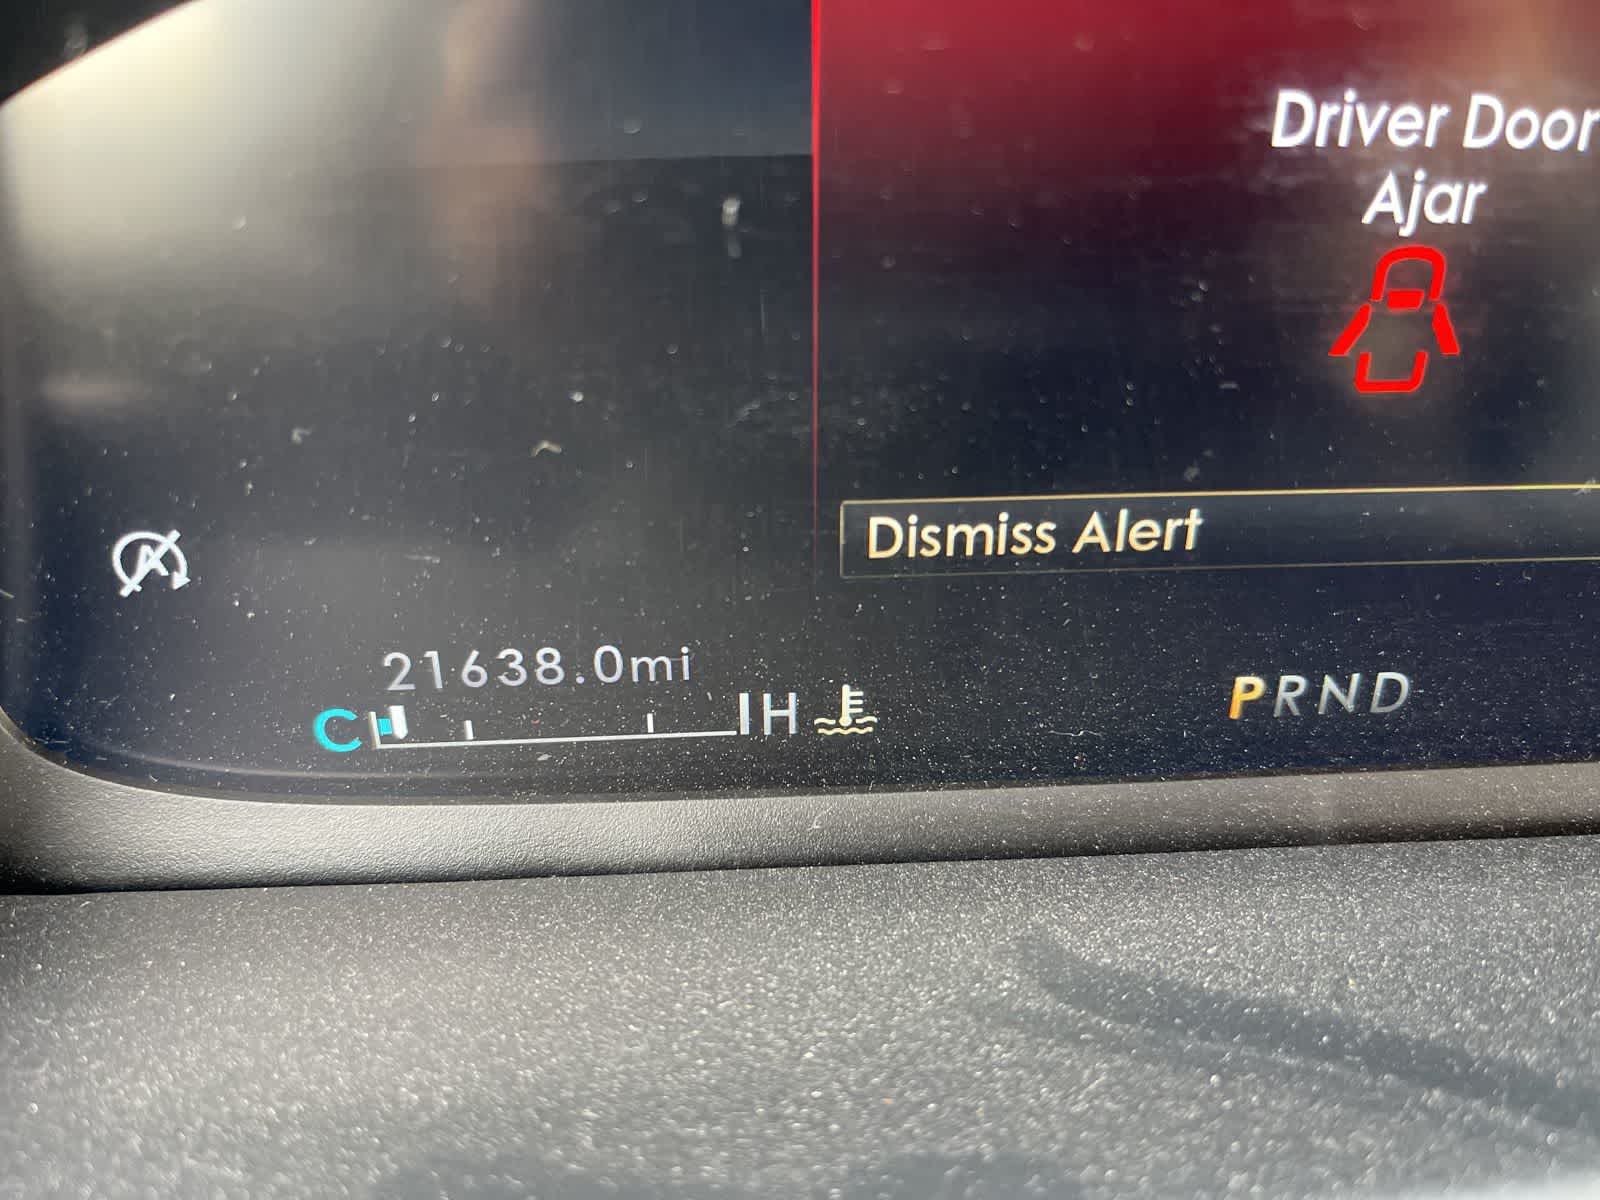 Driver Door
Ajar
Dismiss Alert
21638.0mi
C H
PRND